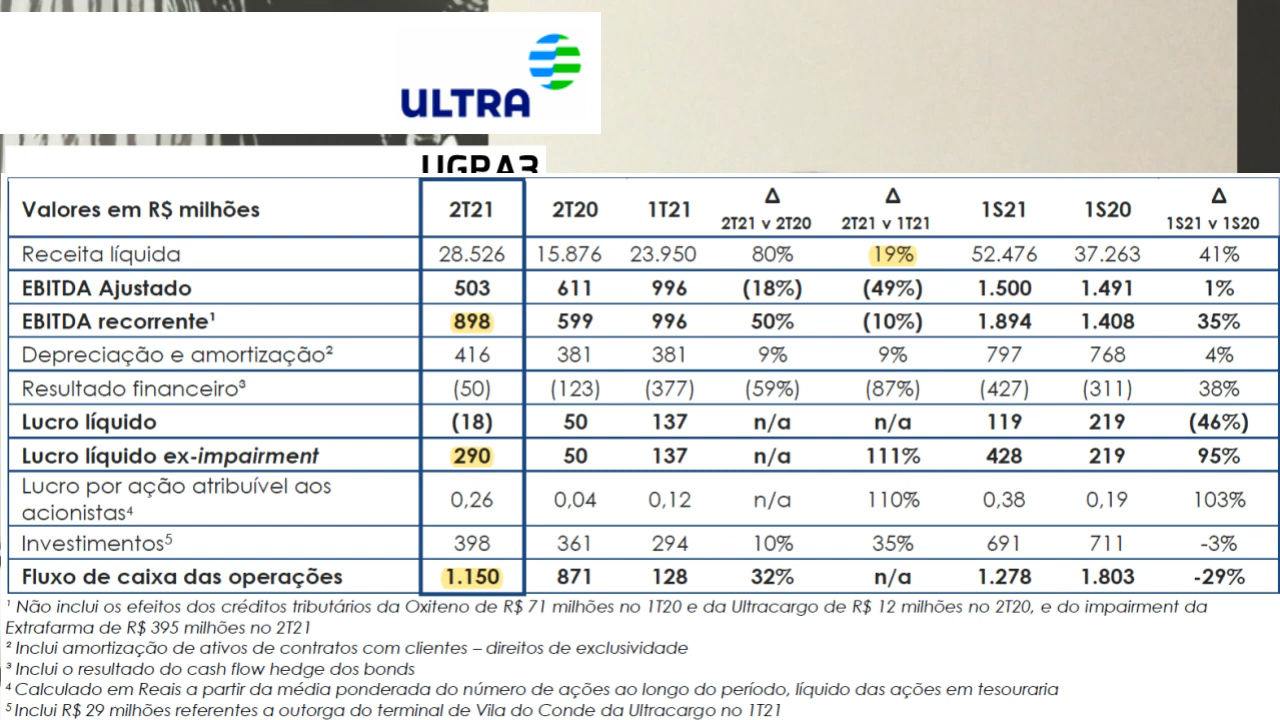 ULTRA
UGPA3
Valores em R$ milhões 2T21 2T20 1T21 Δ 2T21 v 2T20 Δ 2T21 v 1T21 1S21 1S20 Δ 1S21 v 1S20
Receita líquida 28.526 15.876 23.950 80% 19% 52.476 37.263 41%
EBITDA Ajustado 503 611 996 (18%) (49%) 1.500 1.491 1%
EBITDA recorrente¹ 898 599 996 50% (10%) 1.894 1.408 35%
Depreciação e amortização² 416 381 381 9% 9% 797 768 4%
Resultado financeiro³ (50) (123) (377) (59%) (87%) (427) (311) 38%
Lucro líquido (18) 50 137 n/a n/a 119 219 (46%)
Lucro líquido ex-impairment 290 50 137 n/a 111% 428 219 95%
Lucro por ação atribuível aos
acionistas⁴ 0,26 0,04 0,12 n/a 110% 0,38 0,19 103%
Investimentos⁵ 398 361 294 10% 35% 691 711 -3%
Fluxo de caixa das operações 1.150 871 128 32% n/a 1.278 1.803 -29%
¹ Não inclui os efeitos dos créditos tributários da Oxiteno de R$ 71 milhões no 1T20 e da Ultracargo de R$ 12 milhões no 2T20, e do impairment da
Extrafarma de R$ 395 milhões no 2T21
² Inclui amortização de ativos de contratos com clientes – direitos de exclusividade
³ Inclui o resultado do cash flow hedge dos bonds
⁴ Calculado em Reais a partir da média ponderada do número de ações ao longo do período, líquido das ações em tesouraria
⁵ Inclui R$ 29 milhões referentes a outorga do terminal de Vila do Conde da Ultracargo no 1T21